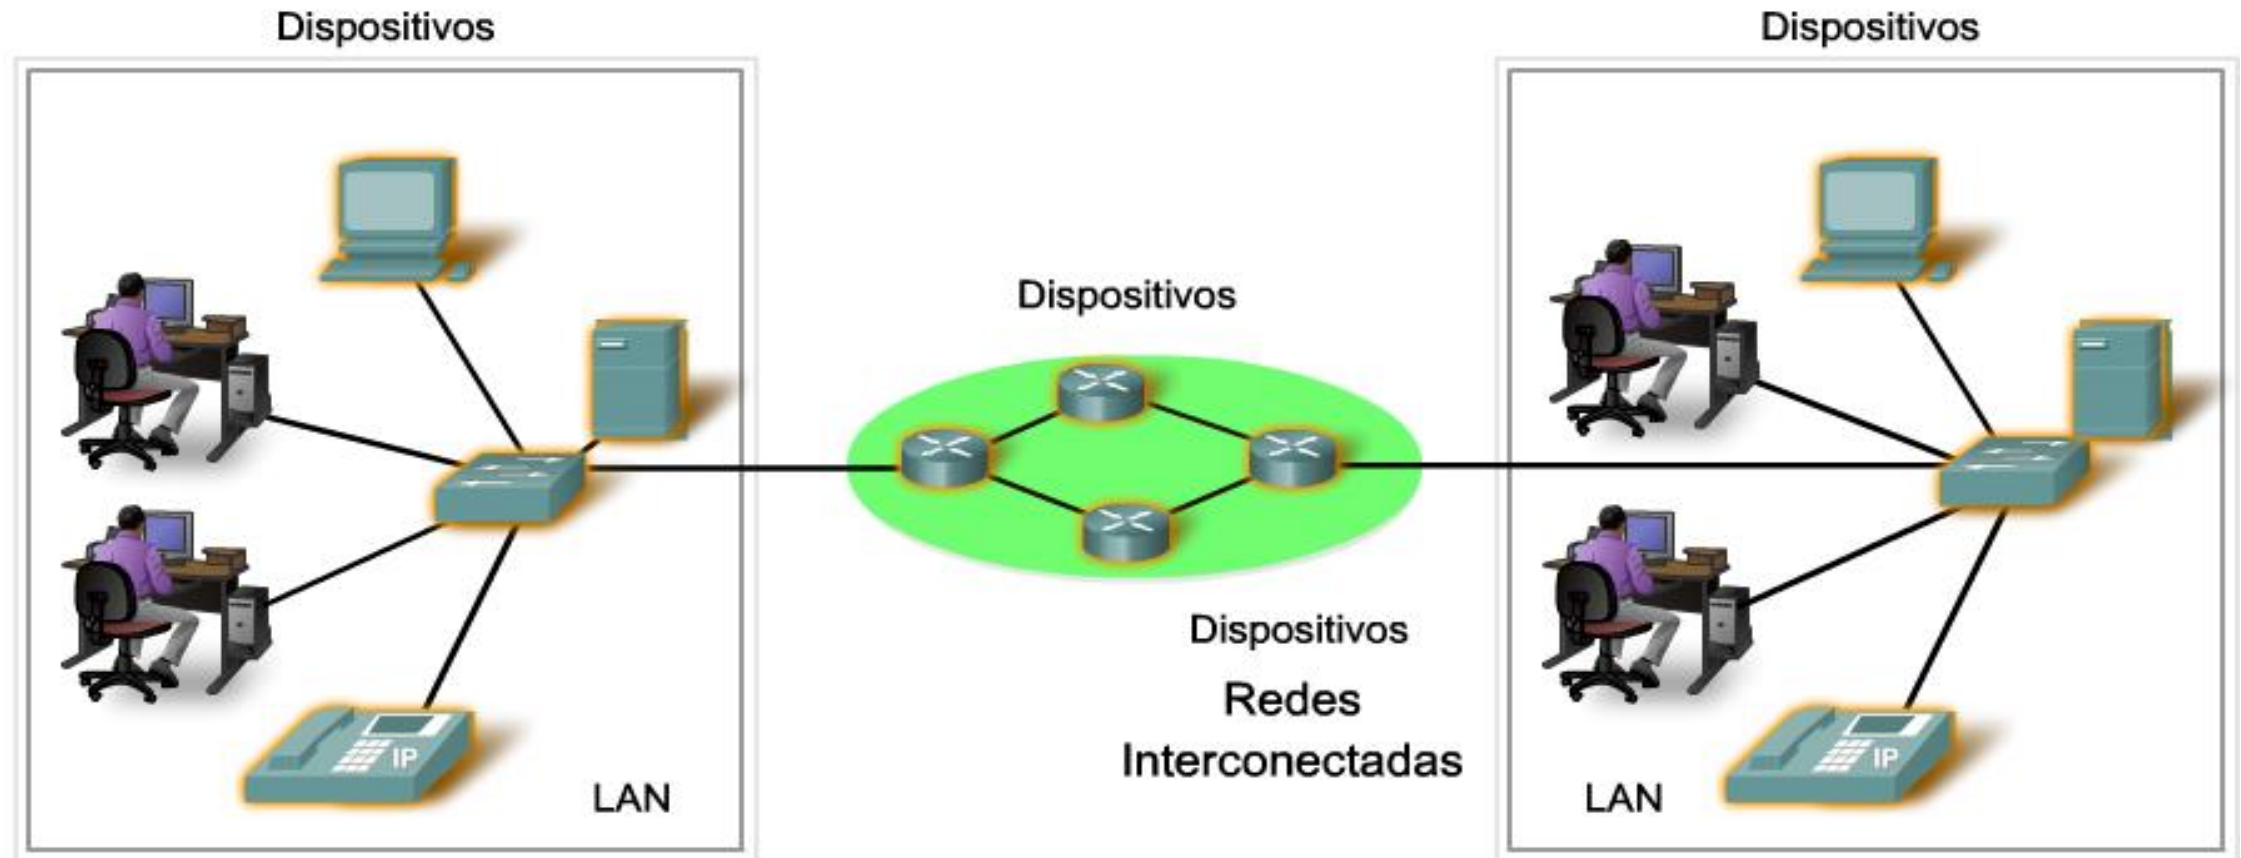 Dispositivos
Dispositivos
Dispositivos
Dispositivos
Redes
Interconectadas
IP
LAN
LAN
IP